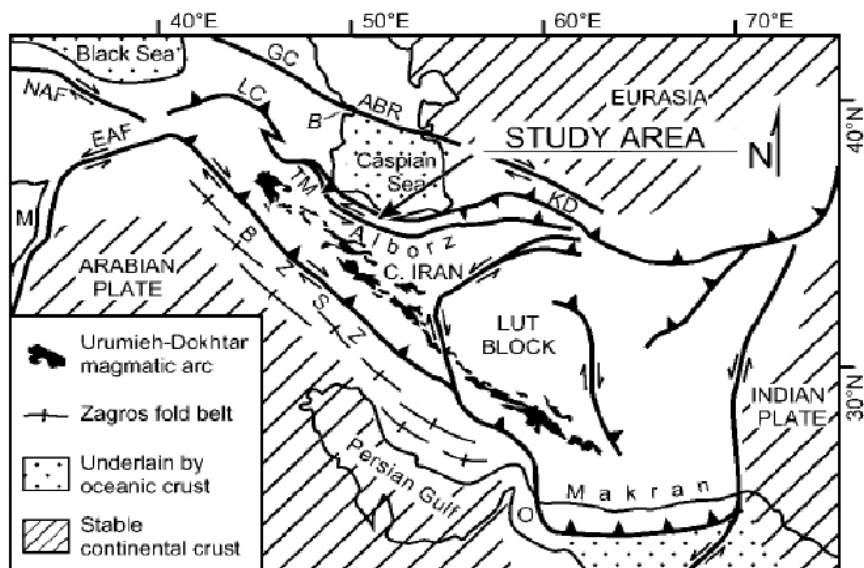 40°E 50°E 60°E 70°E
Black Sea
GC
NAF
LC
ABR
B
EURASIA
40°N
EAF
STUDY AREA
N
Caspian
Sea
TM
KD
M
Alborz
B Z S Z
C. IRAN
ARABIAN
PLATE
LUT
BLOCK
30°N
INDIAN
PLATE
Persian Gulf
Makran
O
Urumieh-Dokhtar
magmatic arc
Zagros fold belt
Underlain by
oceanic crust
Stable
continental crust